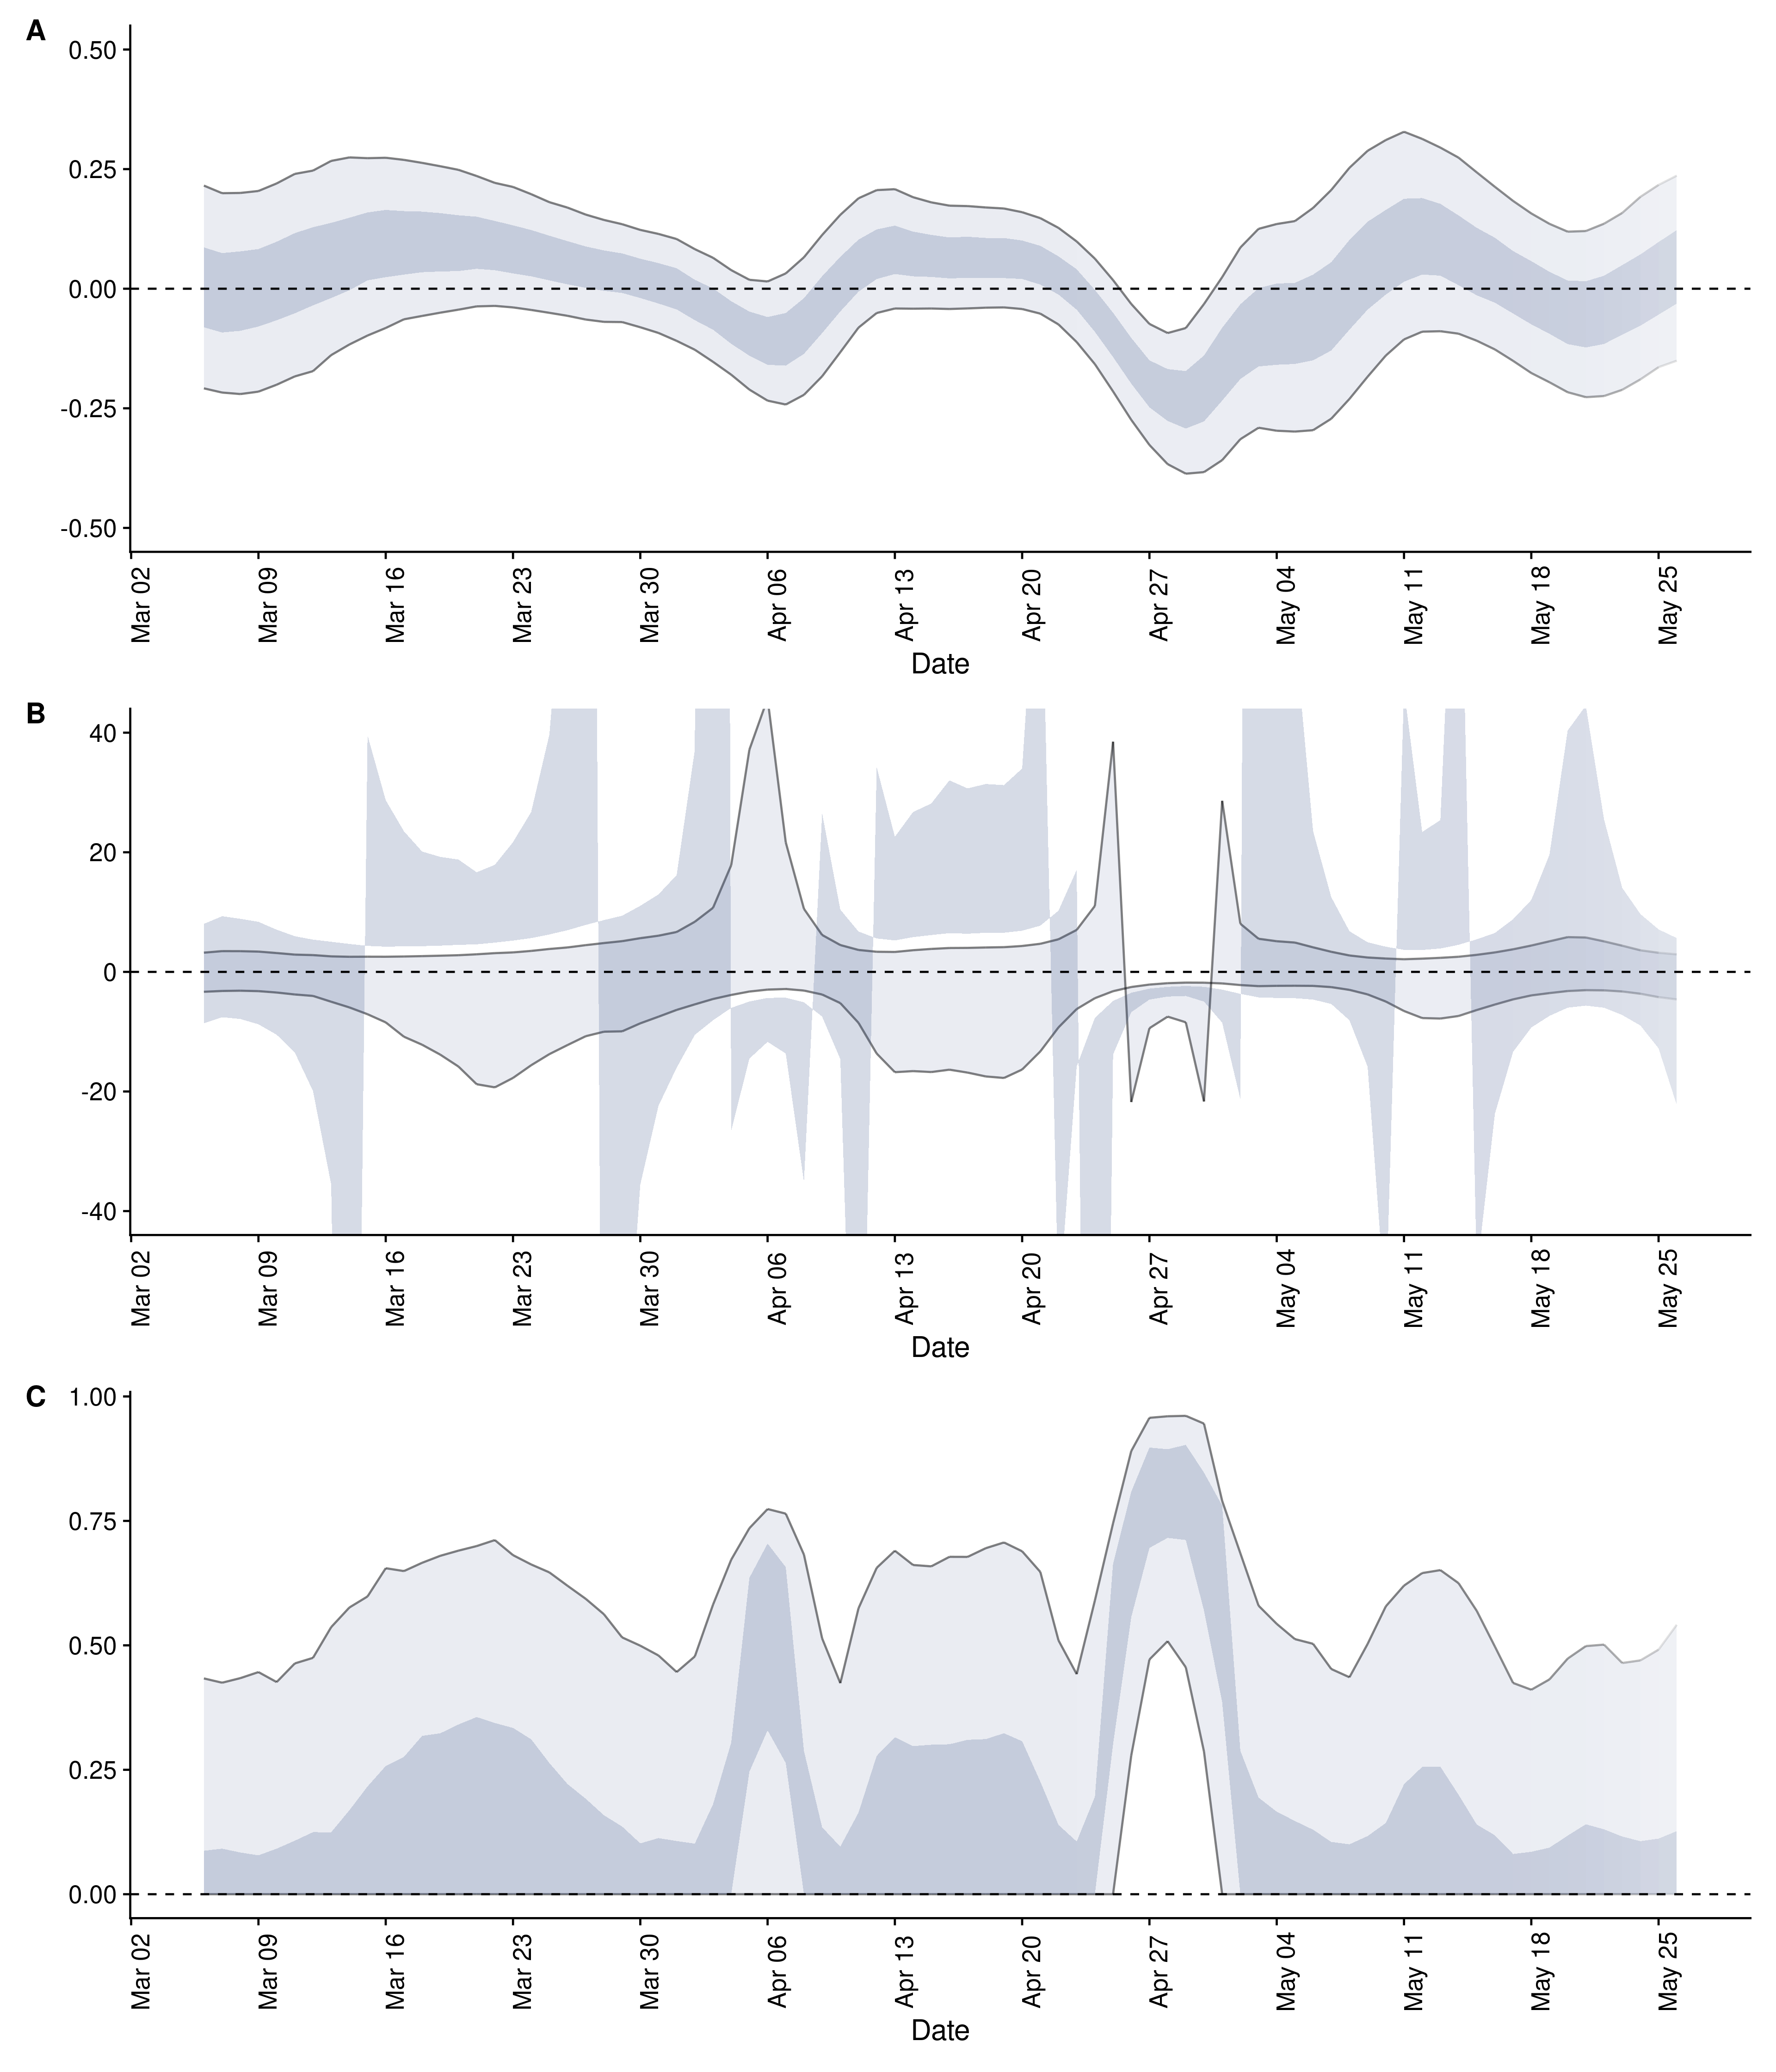 A
0.50
0.25
0.00
-0.25
-0.50
Mar 02
Mar 09
Mar 16
Mar 23
Mar 30
Apr 06
Apr 13
Apr 20
Apr 27
May 04
May 11
May 18
May 25
Date
B
40
20
0
-20
-40
Mar 02
Mar 09
Mar 16
Mar 23
Mar 30
Apr 06
Apr 13
Apr 20
Apr 27
May 04
May 11
May 18
May 25
Date
C
1.00
0.75
0.50
0.25
0.00
Mar 02
Mar 09
Mar 16
Mar 23
Mar 30
Apr 06
Apr 13
Apr 20
Apr 27
May 04
May 11
May 18
May 25
Date